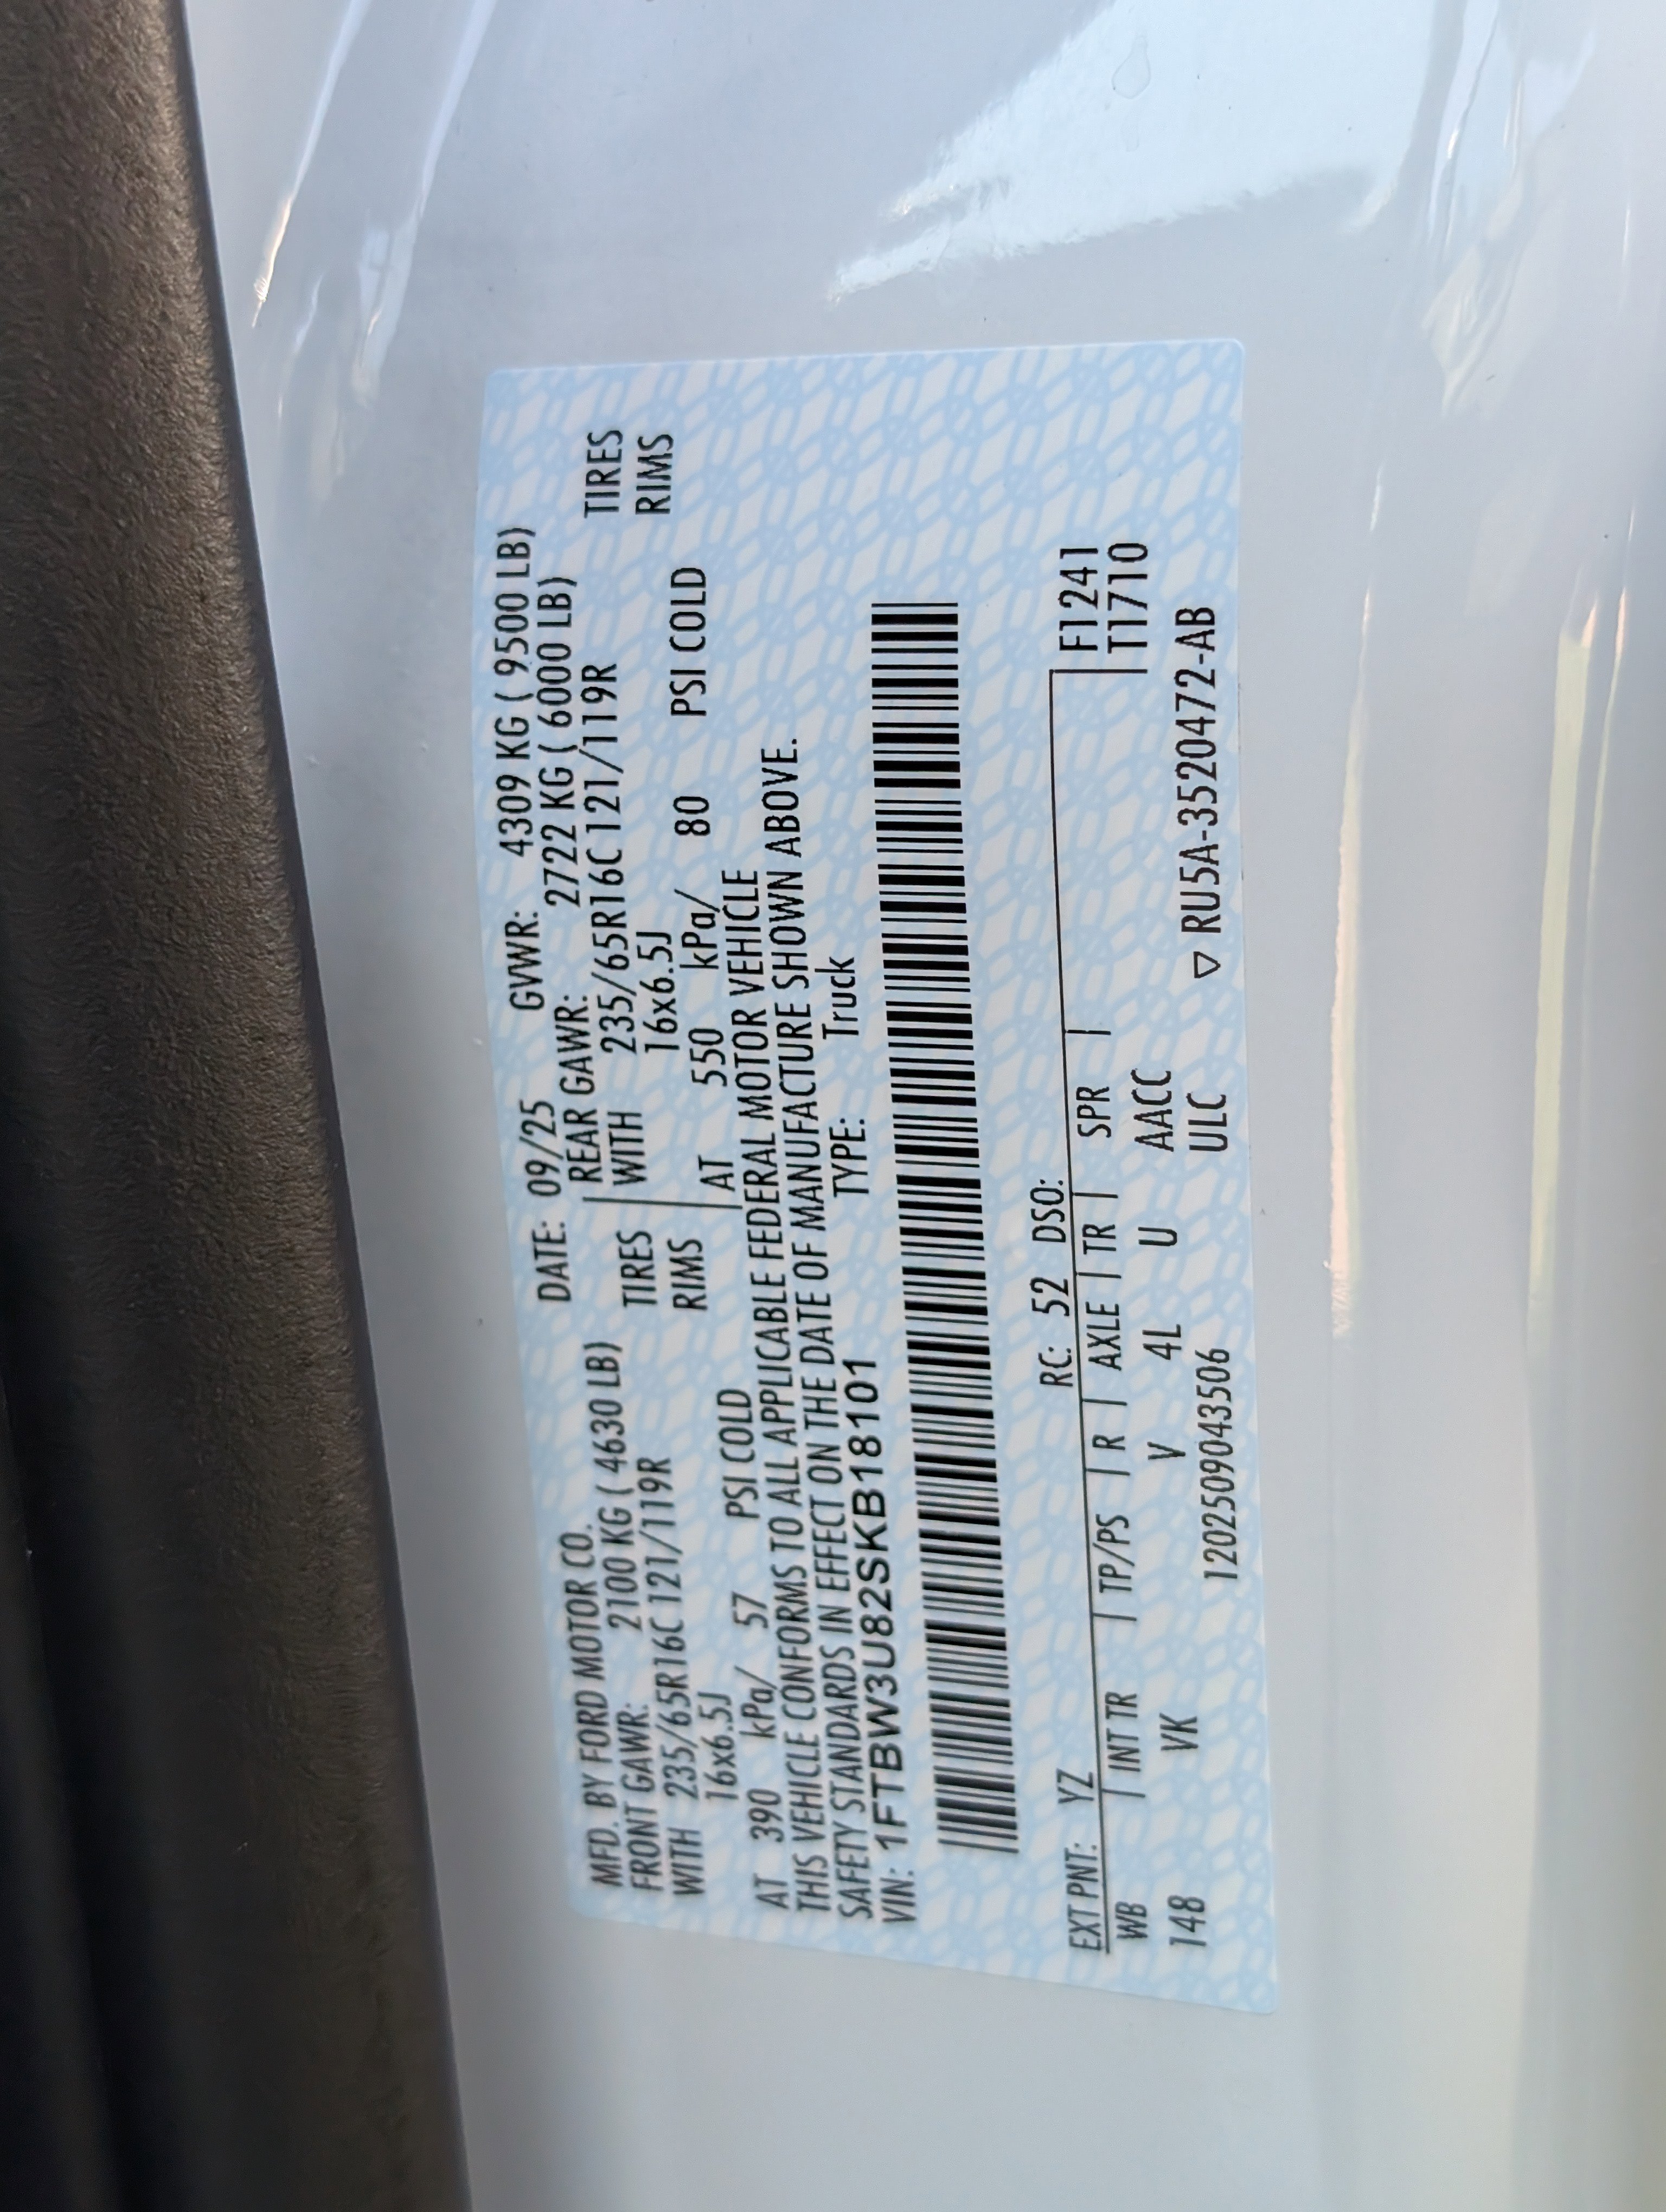 MFD. BY FORD MOTOR CO. DATE: 09/25 GVWR: 4309 KG ( 9500 LB)
FRONT GAWR: 2100 KG ( 4630 LB) REAR GAWR: 2722 KG ( 6000 LB)
WITH 235/65R16C 121/119R TIRES WITH 235/65R16C 121/119R TIRES
16x6.5J RIMS 16x6.5J RIMS
AT 390 kPa/ 57 PSI COLD AT 550 kPa/ 80 PSI COLD
THIS VEHICLE CONFORMS TO ALL APPLICABLE FEDERAL MOTOR VEHICLE
SAFETY STANDARDS IN EFFECT ON THE DATE OF MANUFACTURE SHOWN ABOVE.
VIN: 1FTBW3U82SKB18101 TYPE: Truck
EXT PNT: YZ RC: 52 DSO: F1241
WB | INT TR | TP/PS | R | AXLE | TR | SPR | T1710
148 VK V 4L U AACC
1202509043506 ULC ▽ RU5A-3520472-AB